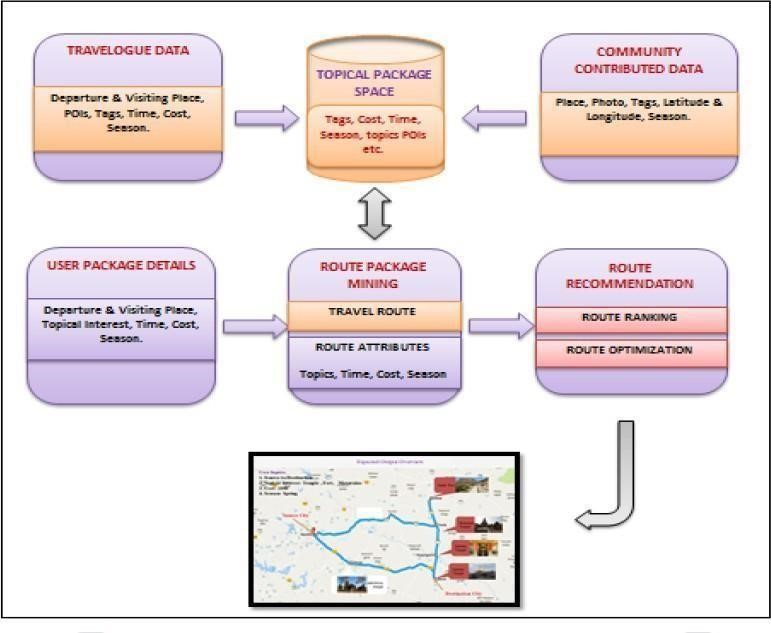 TRAVELOGUE DATA
Departure & Visiting Place,
POIs, Tags, Time, Cost,
Season.
TOPICAL PACKAGE
SPACE
Tags, Cost, Time,
Season, topics POIs
etc.
COMMUNITY
CONTRIBUTED DATA
Place, Photo, Tags, Latitude &
Longitude, Season.
USER PACKAGE DETAILS
Departure & Visiting Place,
Topical Interest, Time, Cost,
Season.
ROUTE PACKAGE
MINING
TRAVEL ROUTE
ROUTE ATTRIBUTES
Topics, Time, Cost, Season
ROUTE
RECOMMENDATION
ROUTE RANKING
ROUTE OPTIMIZATION
Source City
Destination City